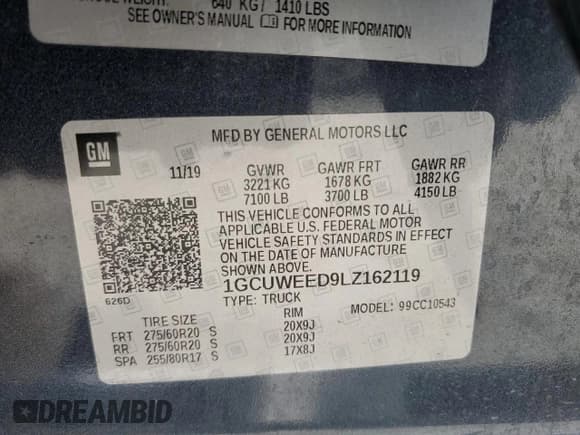 640 KG / 1410 LBS
SEE OWNER'S MANUAL FOR MORE INFORMATION
GM
MFD BY GENERAL MOTORS LLC
11/19 GVWR GAWR FRT GAWR RR
3221 KG 1678 KG 1882 KG
7100 LB 3700 LB 4150 LB
THIS VEHICLE CONFORMS TO ALL
APPLICABLE U.S. FEDERAL MOTOR
VEHICLE SAFETY STANDARDS IN EFFECT
ON THE DATE OF MANUFACTURE
SHOWN ABOVE.
1GCUWEED9LZ162119
626D
TYPE: TRUCK MODEL: 99CC10543
TIRE SIZE RIM
FRT 275/60R20 S 20X9J
RR 275/60R20 S 20X9J
SPA 255/80R17 S 17X8J
DREAMBID